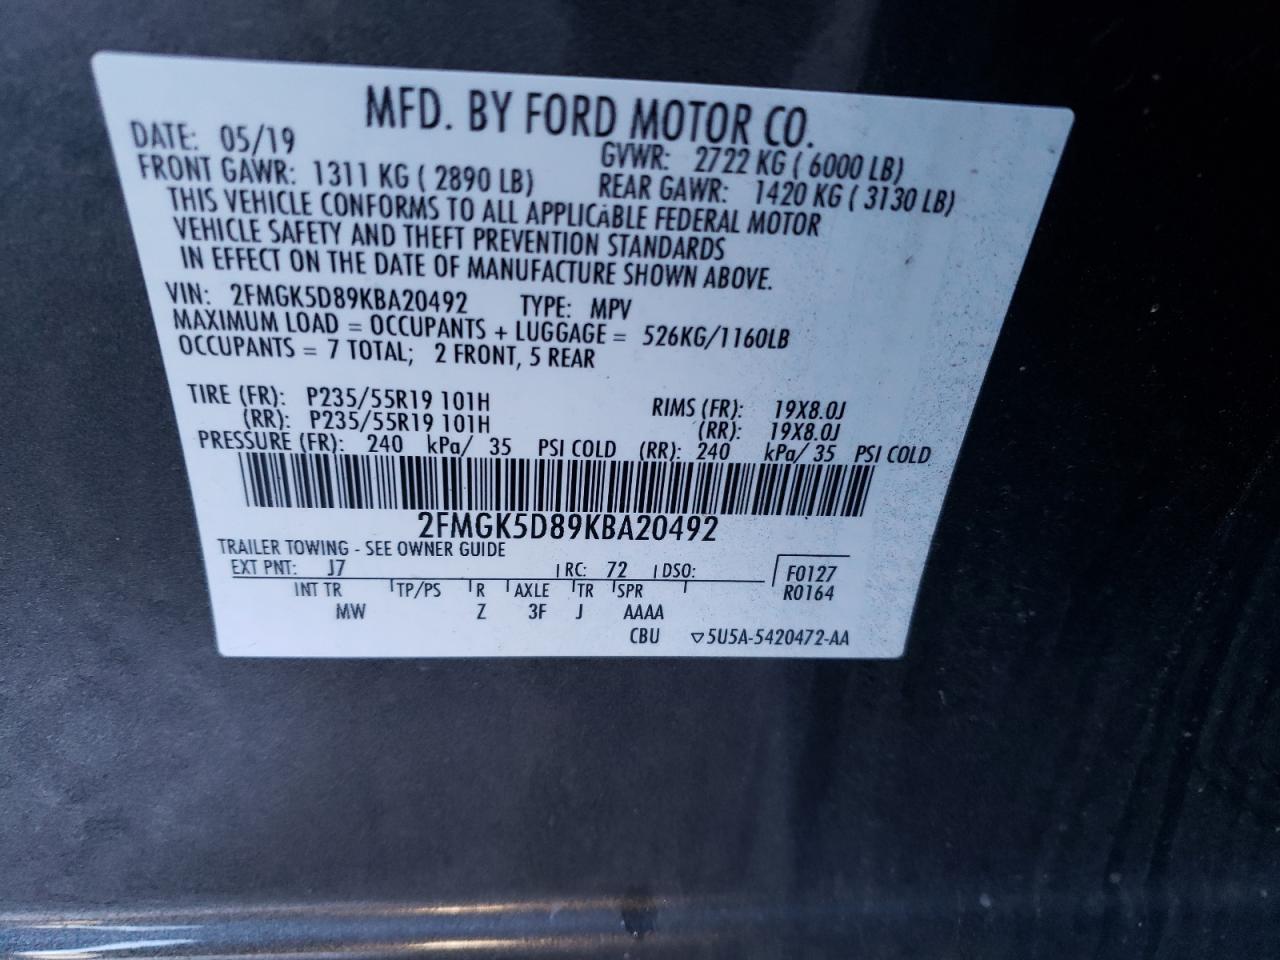 MFD. BY FORD MOTOR CO.
DATE: 05/19 GVWR: 2722 KG ( 6000 LB)
FRONT GAWR: 1311 KG ( 2890 LB) REAR GAWR: 1420 KG ( 3130 LB)
THIS VEHICLE CONFORMS TO ALL APPLICABLE FEDERAL MOTOR
VEHICLE SAFETY AND THEFT PREVENTION STANDARDS
IN EFFECT ON THE DATE OF MANUFACTURE SHOWN ABOVE.
VIN: 2FMGK5D89KBA20492 TYPE: MPV
MAXIMUM LOAD = OCCUPANTS + LUGGAGE = 526KG/1160LB
OCCUPANTS = 7 TOTAL; 2 FRONT, 5 REAR
TIRE (FR): P235/55R19 101H RIMS (FR): 19X8.0J
(RR): P235/55R19 101H (RR): 19X8.0J
PRESSURE (FR): 240 kPa/ 35 PSI COLD (RR): 240 kPa/ 35 PSI COLD
2FMGK5D89KBA20492
TRAILER TOWING - SEE OWNER GUIDE
EXT PNT: J7 RC: 72 DSO: F0127
INT TR TP/PS R AXLE TR SPR R0164
MW Z 3F J AAAA
CBU ▽5U5A-5420472-AA